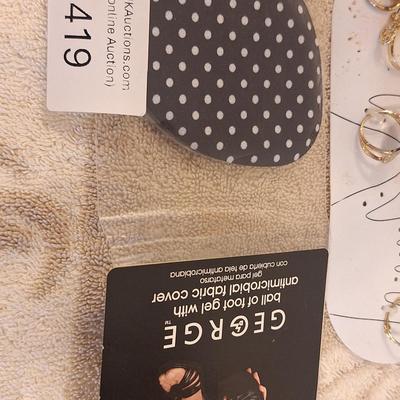 KAuctions.com
Online Auction)
419
GEORGE™
ball of foot gel with
antimicrobial fabric cover
gel para metatarso
con cubierta de tela antimicrobiana